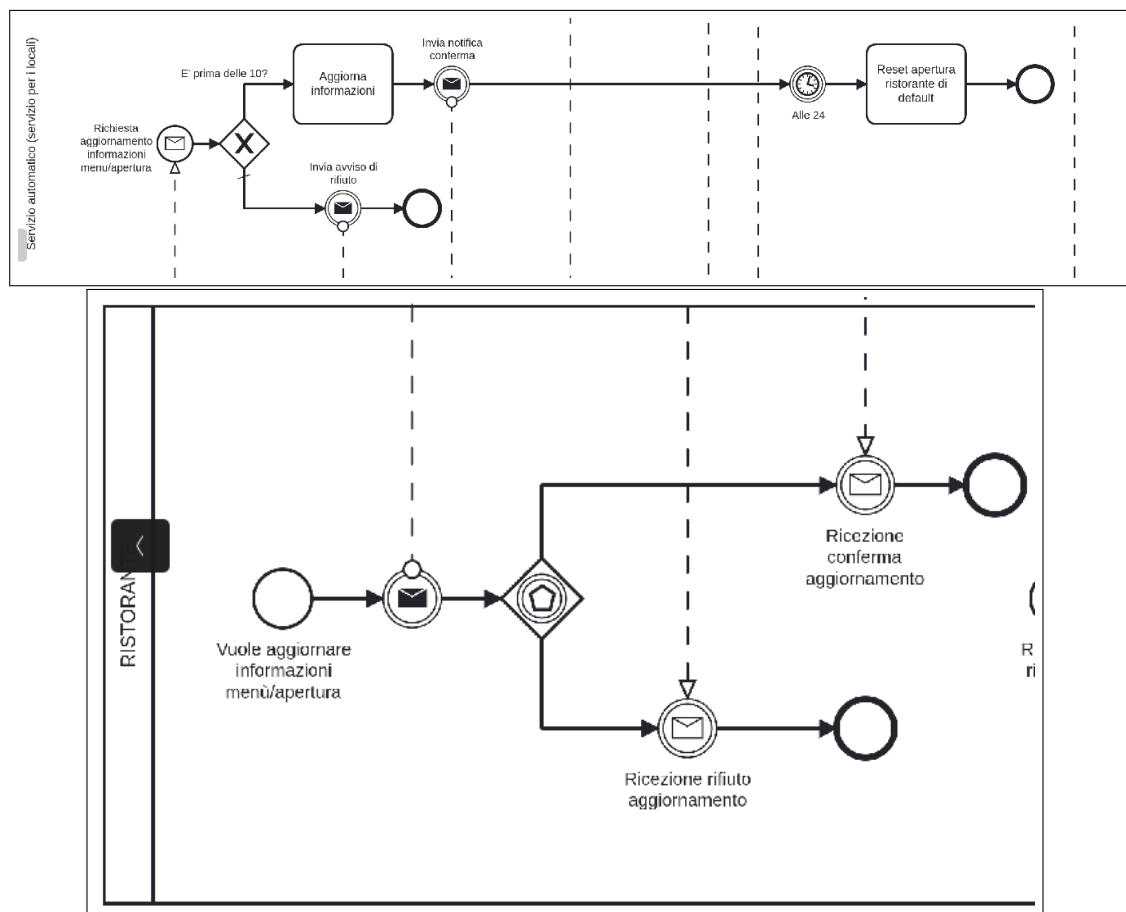 Servizio automatico (servizio per i locali)
Richiesta
aggiornamento
informazioni
menu/apertura
E' prima delle 10?
Aggiorna
informazioni
Invia notifica
conferma
Invia avviso di
rifiuto
Alle 24
Reset apertura
ristorante di
default
RISTORANTE
Vuole aggiornare
informazioni
menù/apertura
Ricezione
conferma
aggiornamento
Ricezione rifiuto
aggiornamento
R
ri